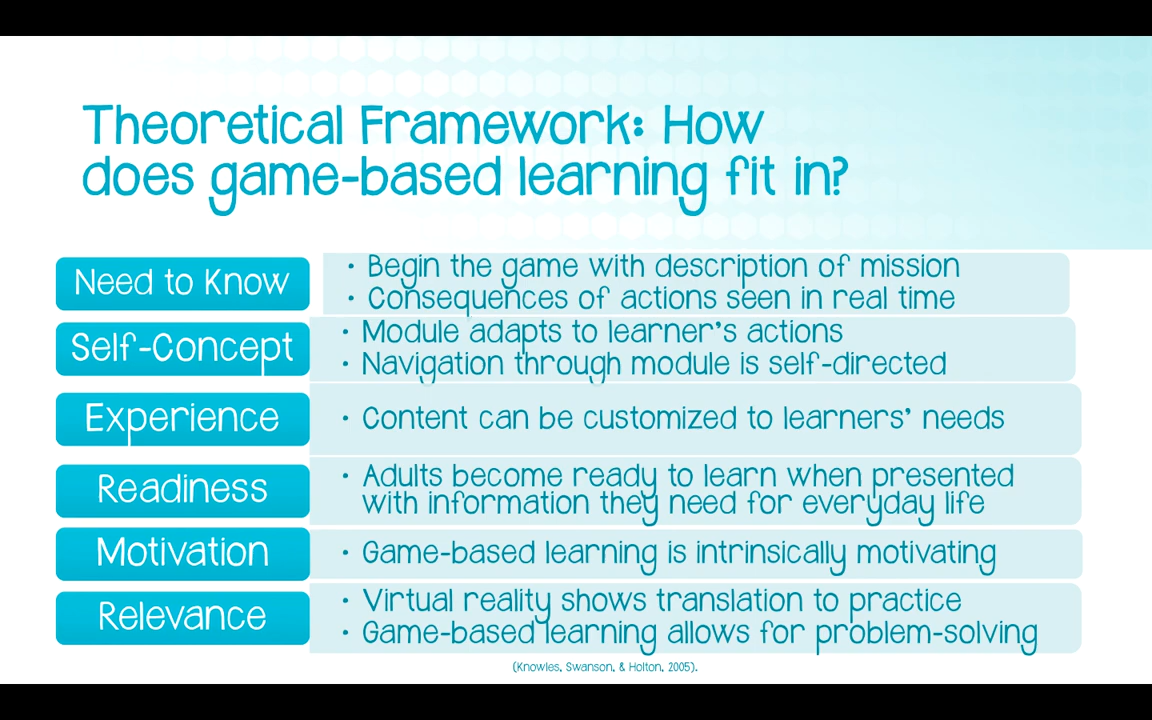 Theoretical Framework: How
does game-based learning fit in?
Need to Know
• Begin the game with description of mission
• Consequences of actions seen in real time
Self-Concept
• Module adapts to learner's actions
• Navigation through module is self-directed
Experience
• Content can be customized to learners' needs
Readiness
• Adults become ready to learn when presented
with information they need for everyday life
Motivation
• Game-based learning is intrinsically motivating
Relevance
• Virtual reality shows translation to practice
• Game-based learning allows for problem-solving
(Knowles, Swanson, & Holton, 2005).